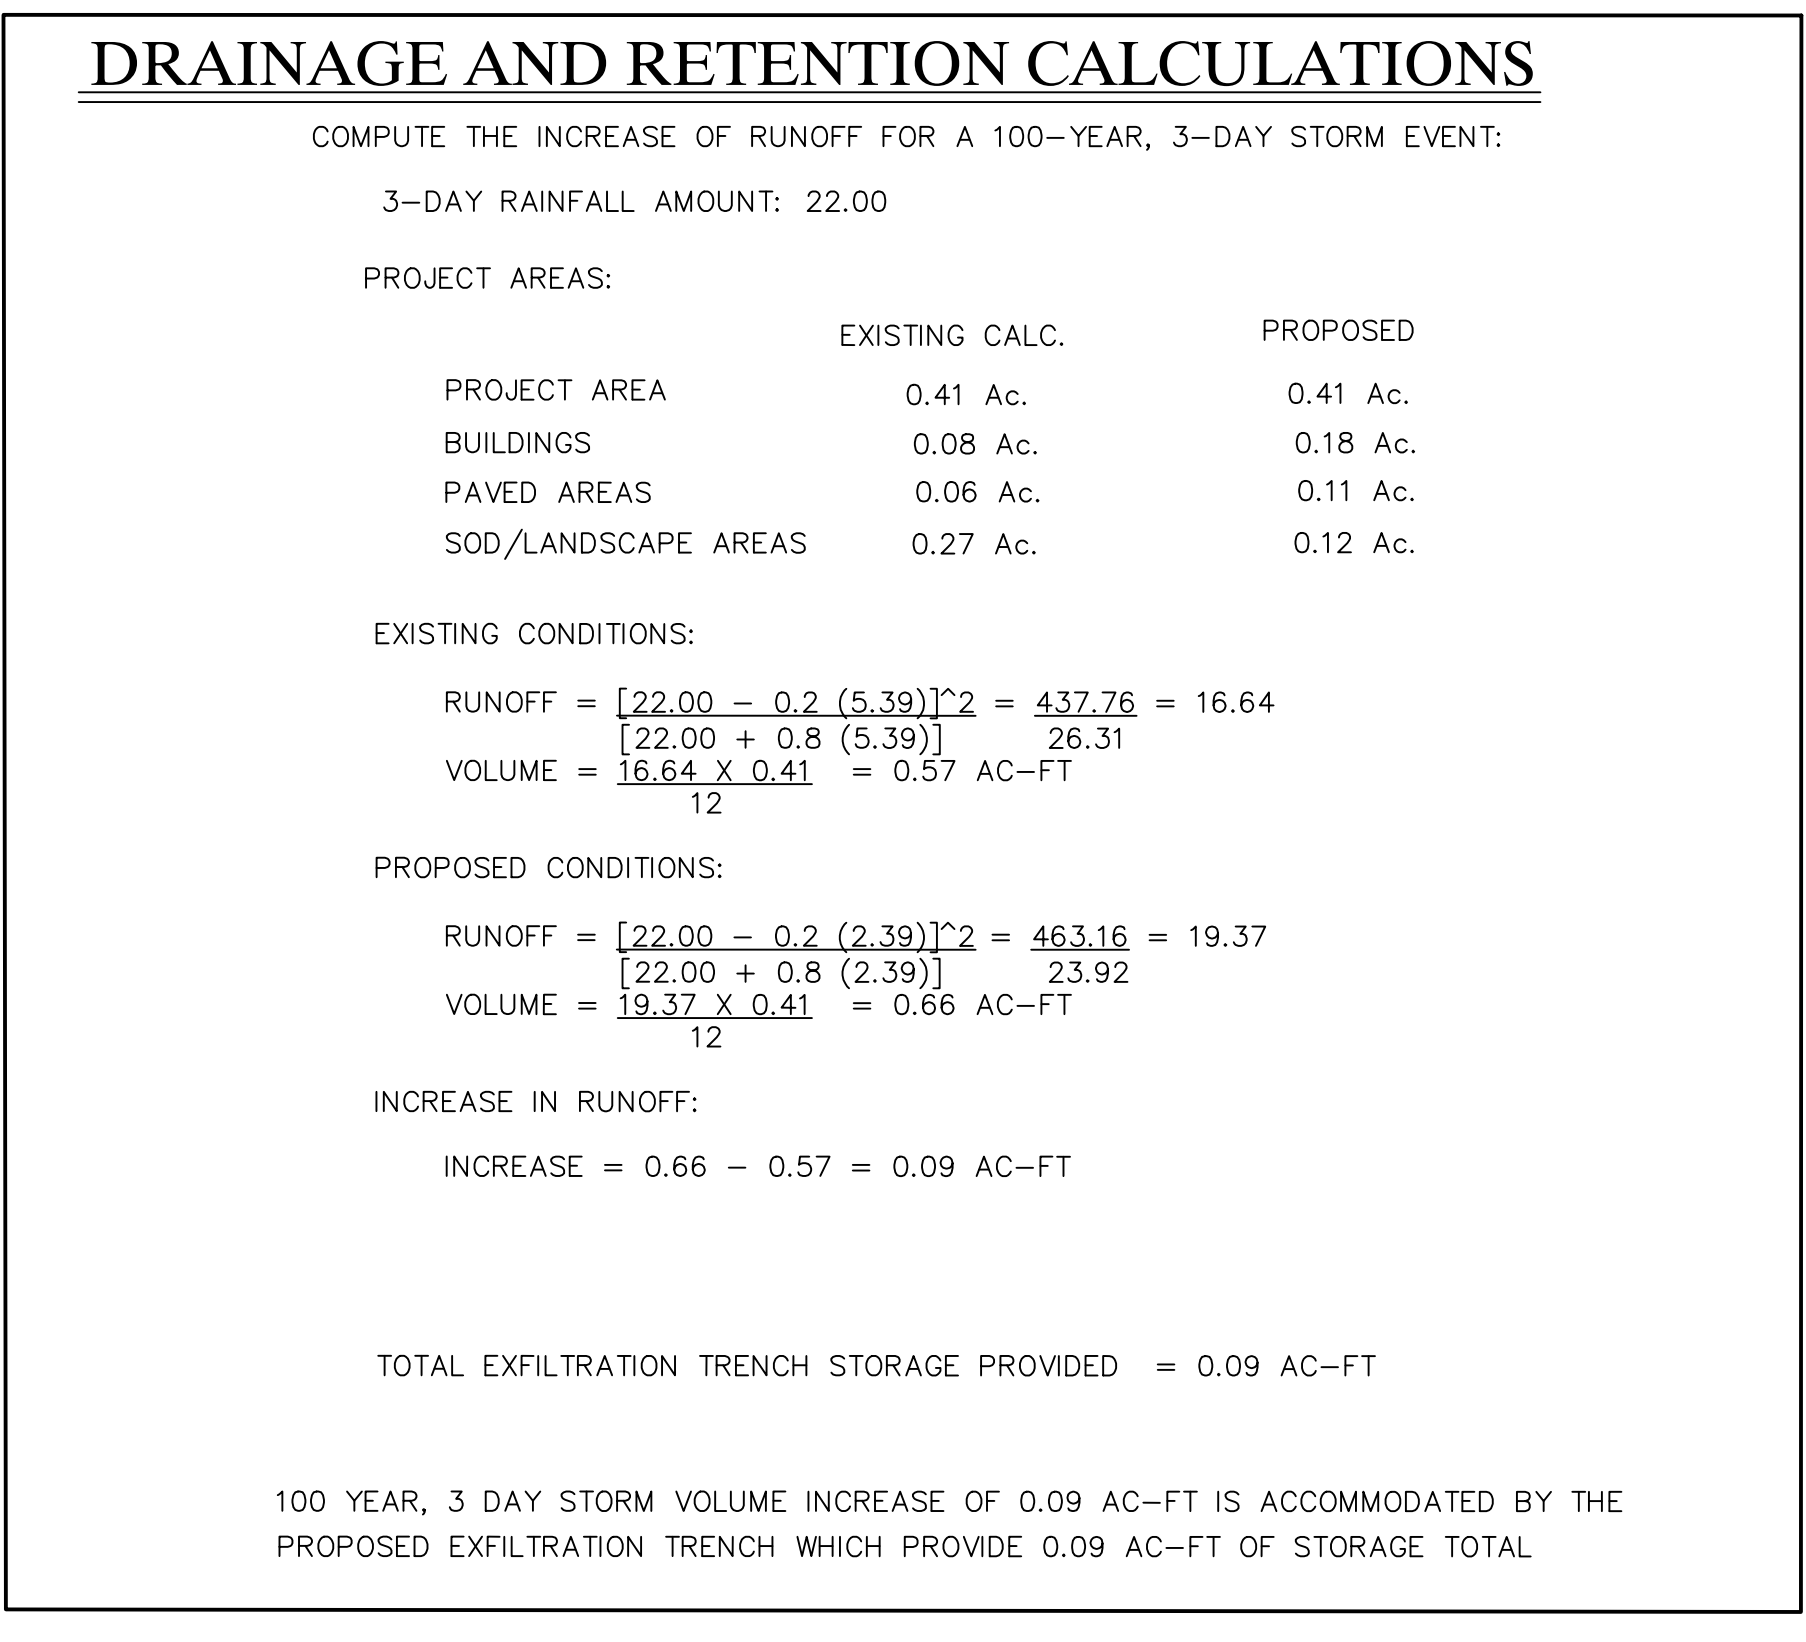 DRAINAGE AND RETENTION CALCULATIONS
COMPUTE THE INCREASE OF RUNOFF FOR A 100-YEAR, 3-DAY STORM EVENT:
3-DAY RAINFALL AMOUNT: 22.00
PROJECT AREAS:
EXISTING CALC. PROPOSED
PROJECT AREA 0.41 Ac. 0.41 Ac.
BUILDINGS 0.08 Ac. 0.18 Ac.
PAVED AREAS 0.06 Ac. 0.11 Ac.
SOD/LANDSCAPE AREAS 0.27 Ac. 0.12 Ac.
EXISTING CONDITIONS:
RUNOFF = [22.00 - 0.2 (5.39)]^2 = 437.76 = 16.64
[22.00 + 0.8 (5.39)] 26.31
VOLUME = 16.64 X 0.41 = 0.57 AC-FT
12
PROPOSED CONDITIONS:
RUNOFF = [22.00 - 0.2 (2.39)]^2 = 463.16 = 19.37
[22.00 + 0.8 (2.39)] 23.92
VOLUME = 19.37 X 0.41 = 0.66 AC-FT
12
INCREASE IN RUNOFF:
INCREASE = 0.66 - 0.57 = 0.09 AC-FT
TOTAL EXFILTRATION TRENCH STORAGE PROVIDED = 0.09 AC-FT
100 YEAR, 3 DAY STORM VOLUME INCREASE OF 0.09 AC-FT IS ACCOMMODATED BY THE
PROPOSED EXFILTRATION TRENCH WHICH PROVIDE 0.09 AC-FT OF STORAGE TOTAL